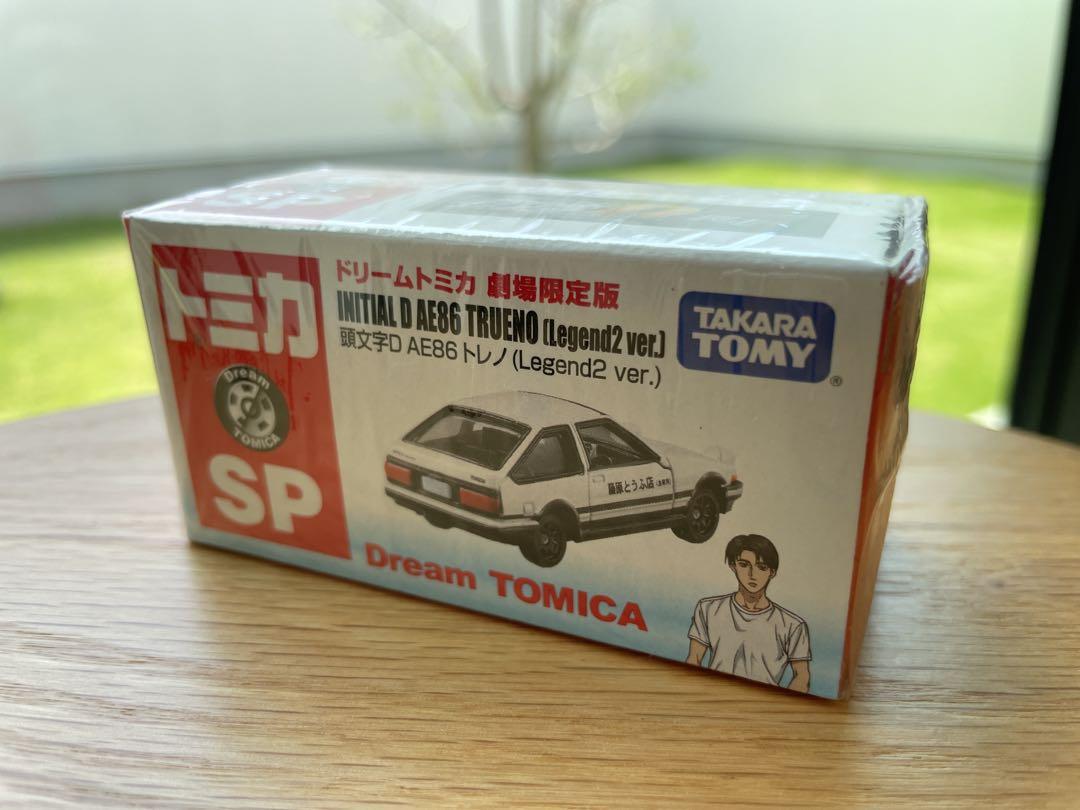 SP
トミカ
Dream
TOMICA
SP
ドリームトミカ 劇場限定版
INITIAL D AE86 TRUENO (Legend2 ver.)
頭文字D AE86 トレノ (Legend2 ver.)
TAKARA
TOMY
®
藤原とうふ店
Dream TOMICA